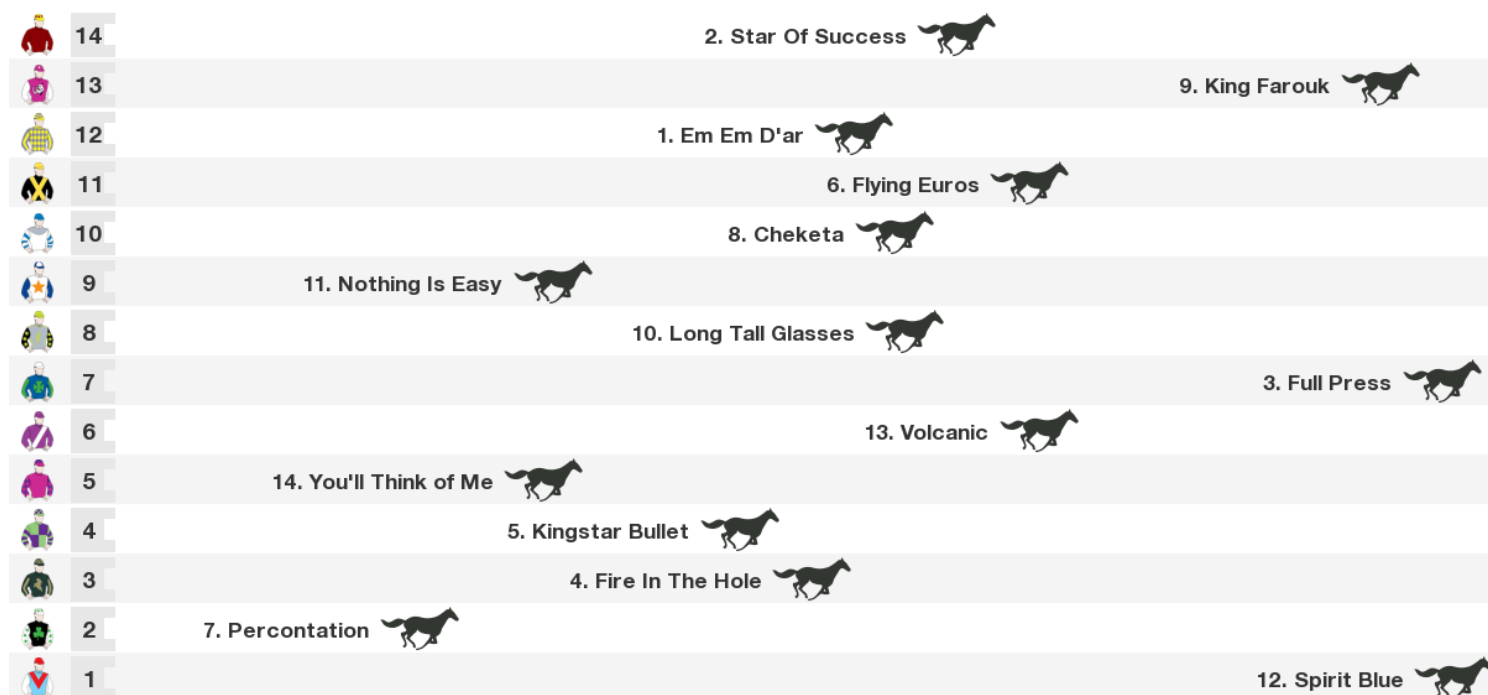 14 2. Star Of Success
13 9. King Farouk
12 1. Em Em D'ar
11 6. Flying Euros
10 8. Cheketa
9 11. Nothing Is Easy
8 10. Long Tall Glasses
7 3. Full Press
6 13. Volcanic
5 14. You'll Think of Me
4 5. Kingstar Bullet
3 4. Fire In The Hole
2 7. Percontation
1 12. Spirit Blue